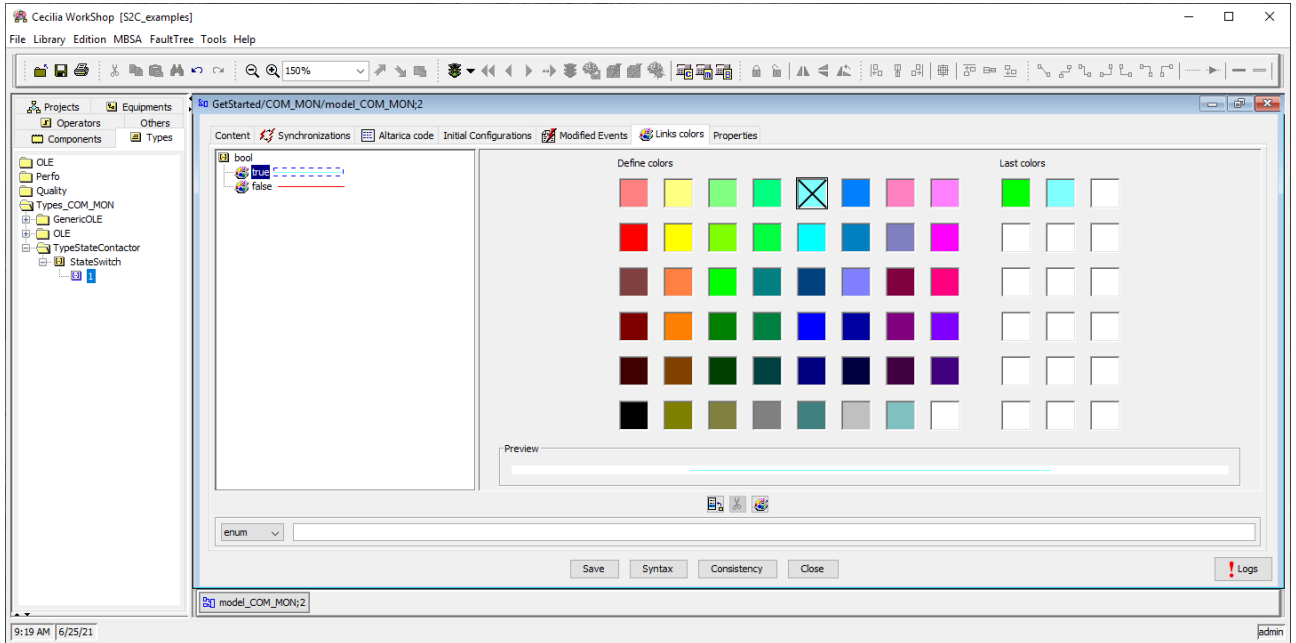 Cecilia WorkShop [S2C_examples]
File Library Edition MBSA FaultTree Tools Help
150%
Projects Equipments
Operators Others
Components Types
OLE
Perfo
Quality
Types_COM_MON
GenericOLE
OLE
TypeStateContactor
StateSwitch
1
GetStarted/COM_MON/model_COM_MON;2
Content Synchronizations Altarica code Initial Configurations Modified Events Links colors Properties
bool
true
false
Define colors
Last colors
Preview
enum
Save Syntax Consistency Close
Logs
model_COM_MON;2
9:19 AM 6/25/21
admin